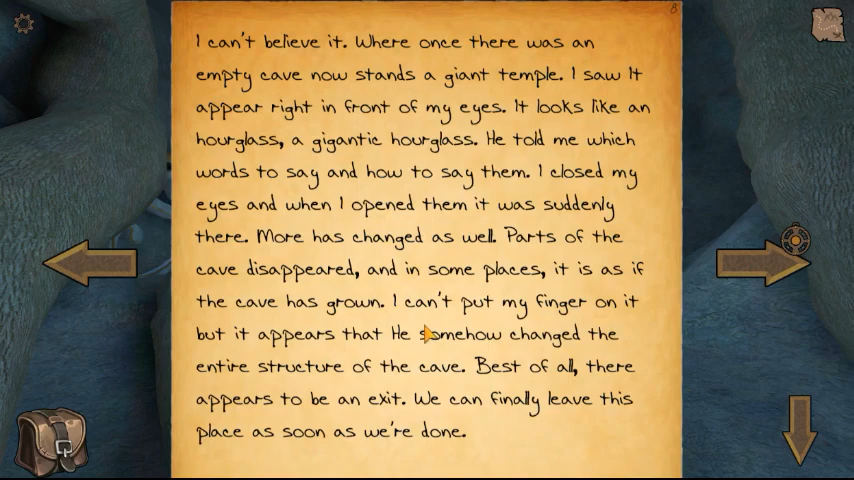 8
I can't believe it. Where once there was an
empty cave now stands a giant temple. I saw It
appear right in front of my eyes. It looks like an
hourglass, a gigantic hourglass. He told me which
words to say and how to say them. I closed my
eyes and when I opened them it was suddenly
there. More has changed as well. Parts of the
cave disappeared, and in some places, it is as if
the cave has grown. I can't put my finger on it
but it appears that He somehow changed the
entire structure of the cave. Best of all, there
appears to be an exit. We can finally leave this
place as soon as we're done.